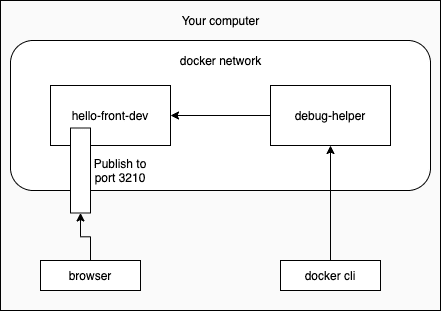 Your computer
docker network
hello-front-dev
debug-helper
Publish to
port 3210
browser
docker cli